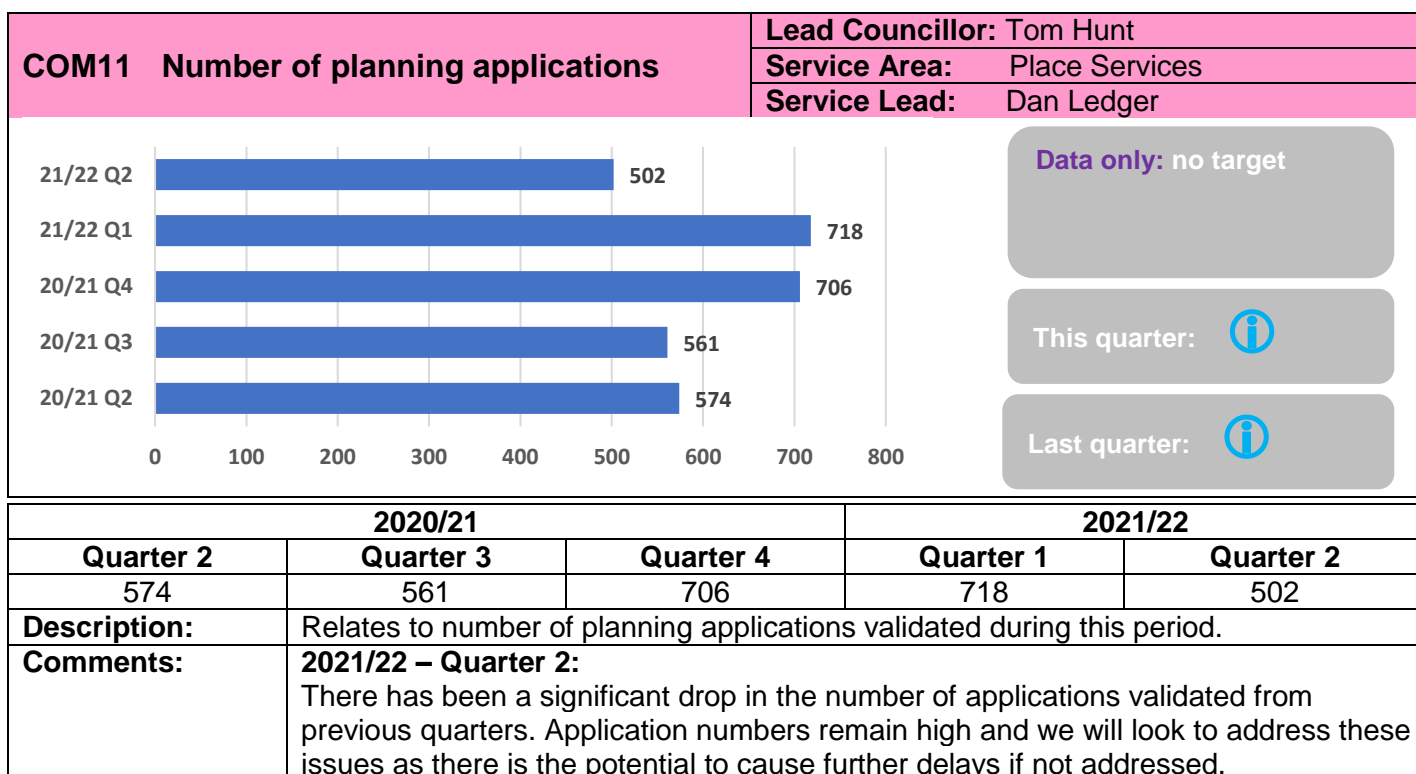 COM11 Number of planning applications
Lead Councillor: Tom Hunt
Service Area: Place Services
Service Lead: Dan Ledger
21/22 Q2
502
21/22 Q1
718
20/21 Q4
706
20/21 Q3
561
20/21 Q2
574
0 100 200 300 400 500 600 700 800
Data only: no target
This quarter:
Last quarter:
2020/21 2021/22
Quarter 2 Quarter 3 Quarter 4 Quarter 1 Quarter 2
574 561 706 718 502
Description: Relates to number of planning applications validated during this period.
Comments: 2021/22 – Quarter 2:
There has been a significant drop in the number of applications validated from
previous quarters. Application numbers remain high and we will look to address these
issues as there is the potential to cause further delays if not addressed.